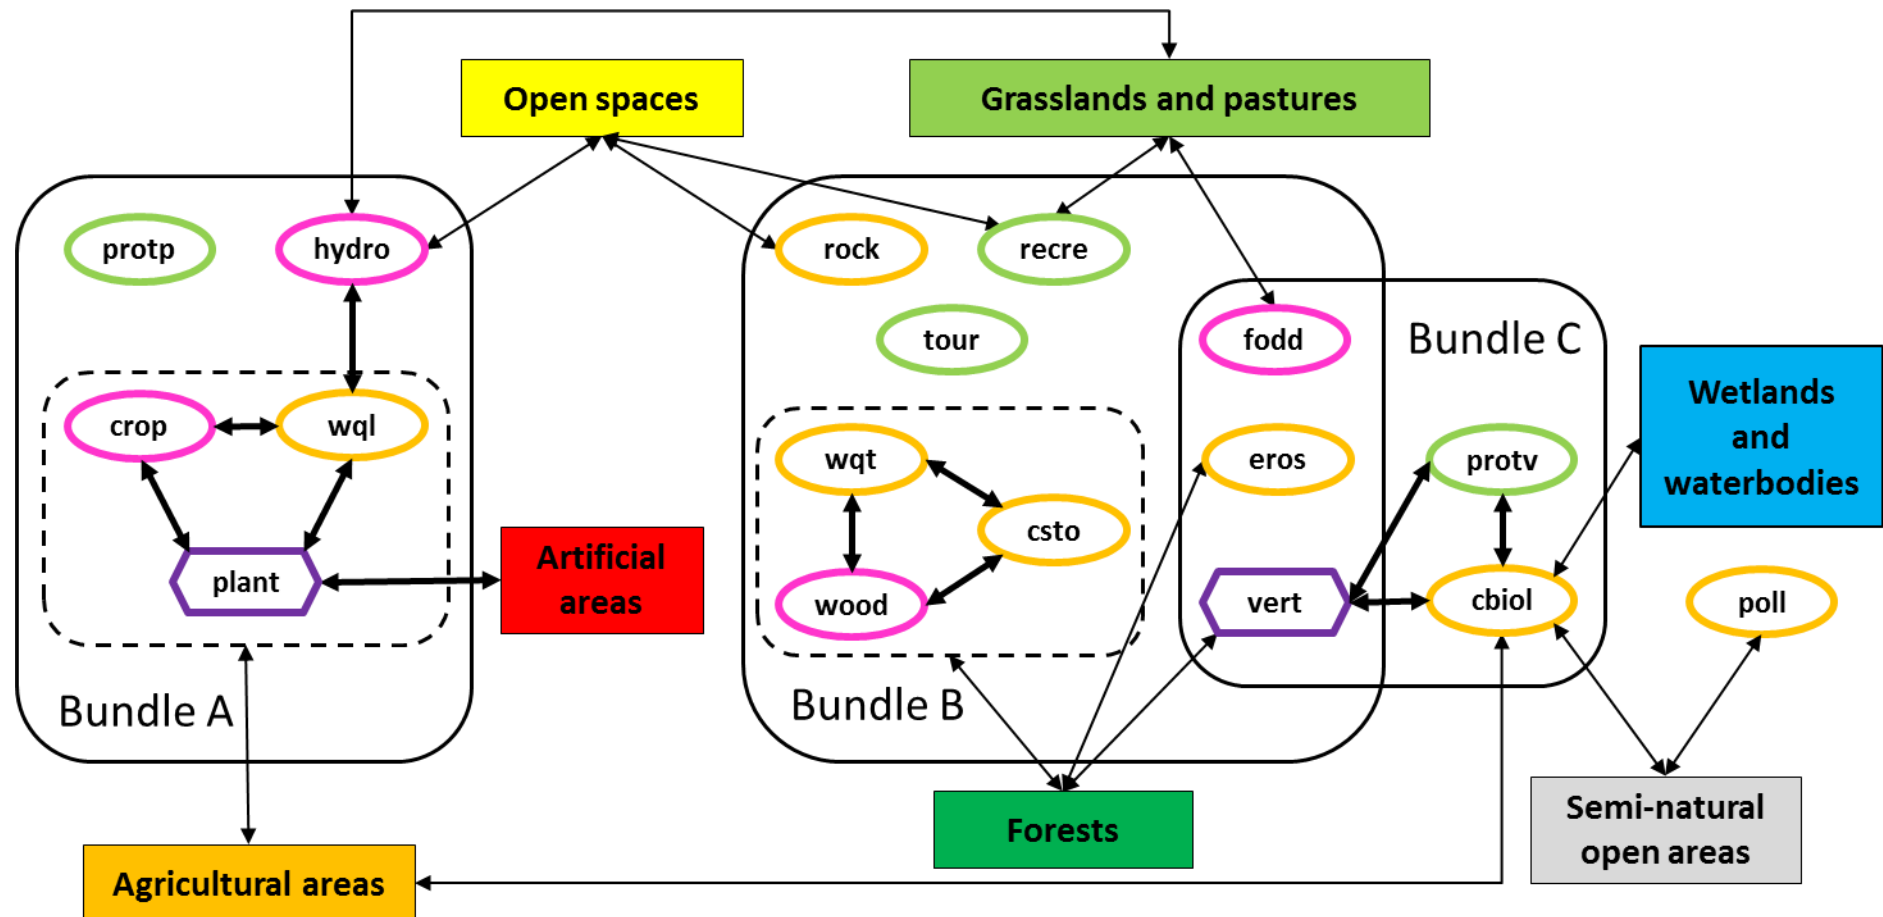 Open spaces
Grasslands and pastures
protp
hydro
rock
recre
tour
fodd
Bundle C
Wetlands
and
waterbodies
crop
wql
wqt
eros
protv
csto
Artificial
areas
plant
wood
vert
cbiol
poll
Bundle A
Bundle B
Forests
Semi-natural
open areas
Agricultural areas